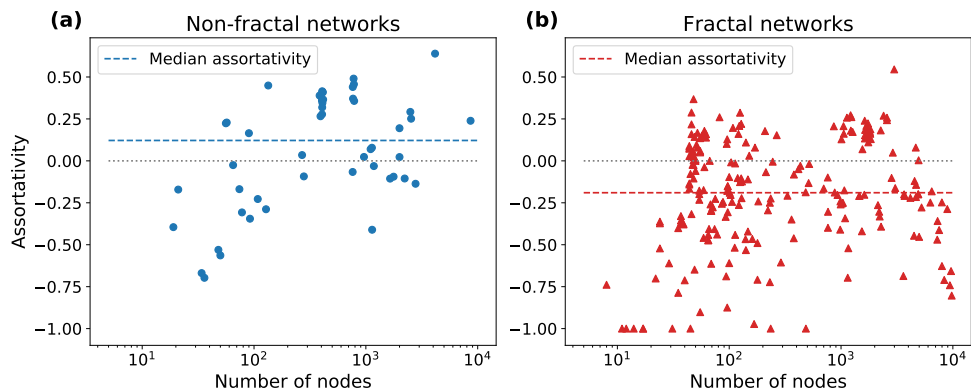 (a)
Non-fractal networks
Median assortativity
Assortativity
0.50
0.25
0.00
−0.25
−0.50
−0.75
−1.00
10¹
10²
10³
10⁴
Number of nodes
(b)
Fractal networks
Median assortativity
0.50
0.25
0.00
−0.25
−0.50
−0.75
−1.00
10¹
10²
10³
10⁴
Number of nodes